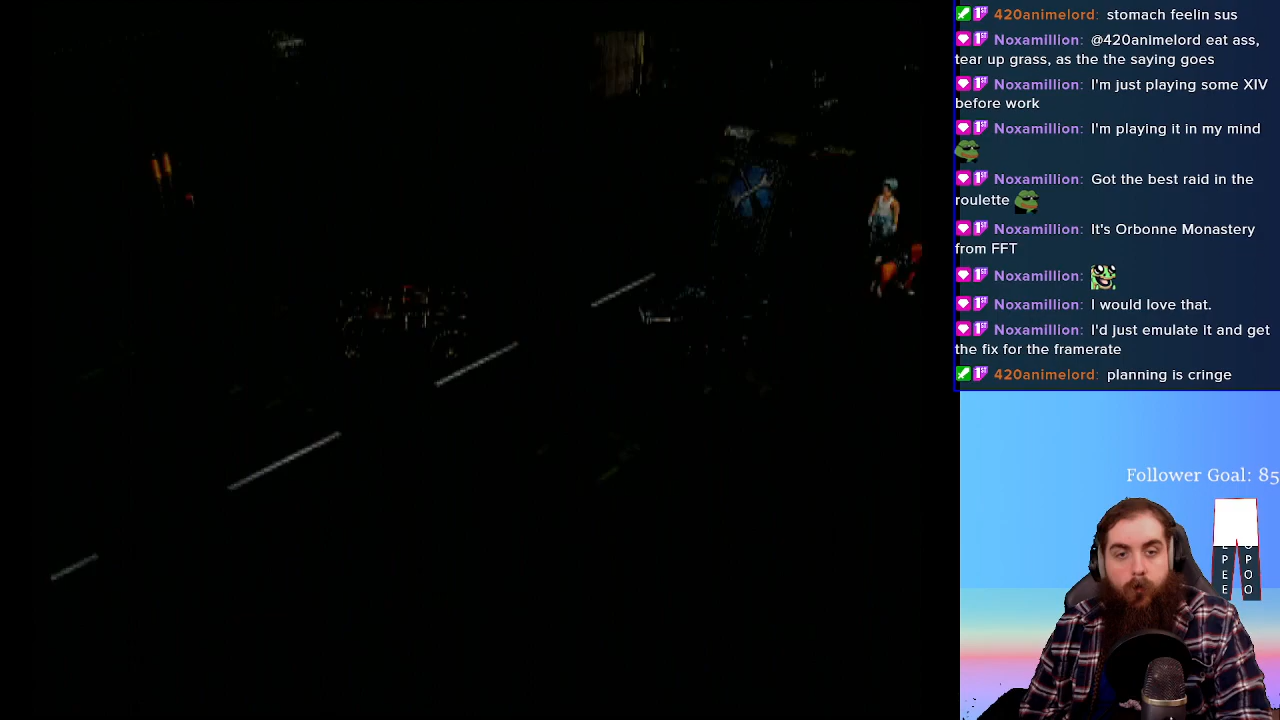 420animelord: stomach feelin sus
Noxamillion: @420animelord eat ass,
tear up grass, as the the saying goes
Noxamillion: I'm just playing some XIV
before work
Noxamillion: I'm playing it in my mind
Noxamillion: Got the best raid in the
roulette
Noxamillion: It's Orbonne Monastery
from FFT
Noxamillion:
Noxamillion: I would love that.
Noxamillion: I'd just emulate it and get
the fix for the framerate
420animelord: planning is cringe
Follower Goal: 85
P P
E O
E O